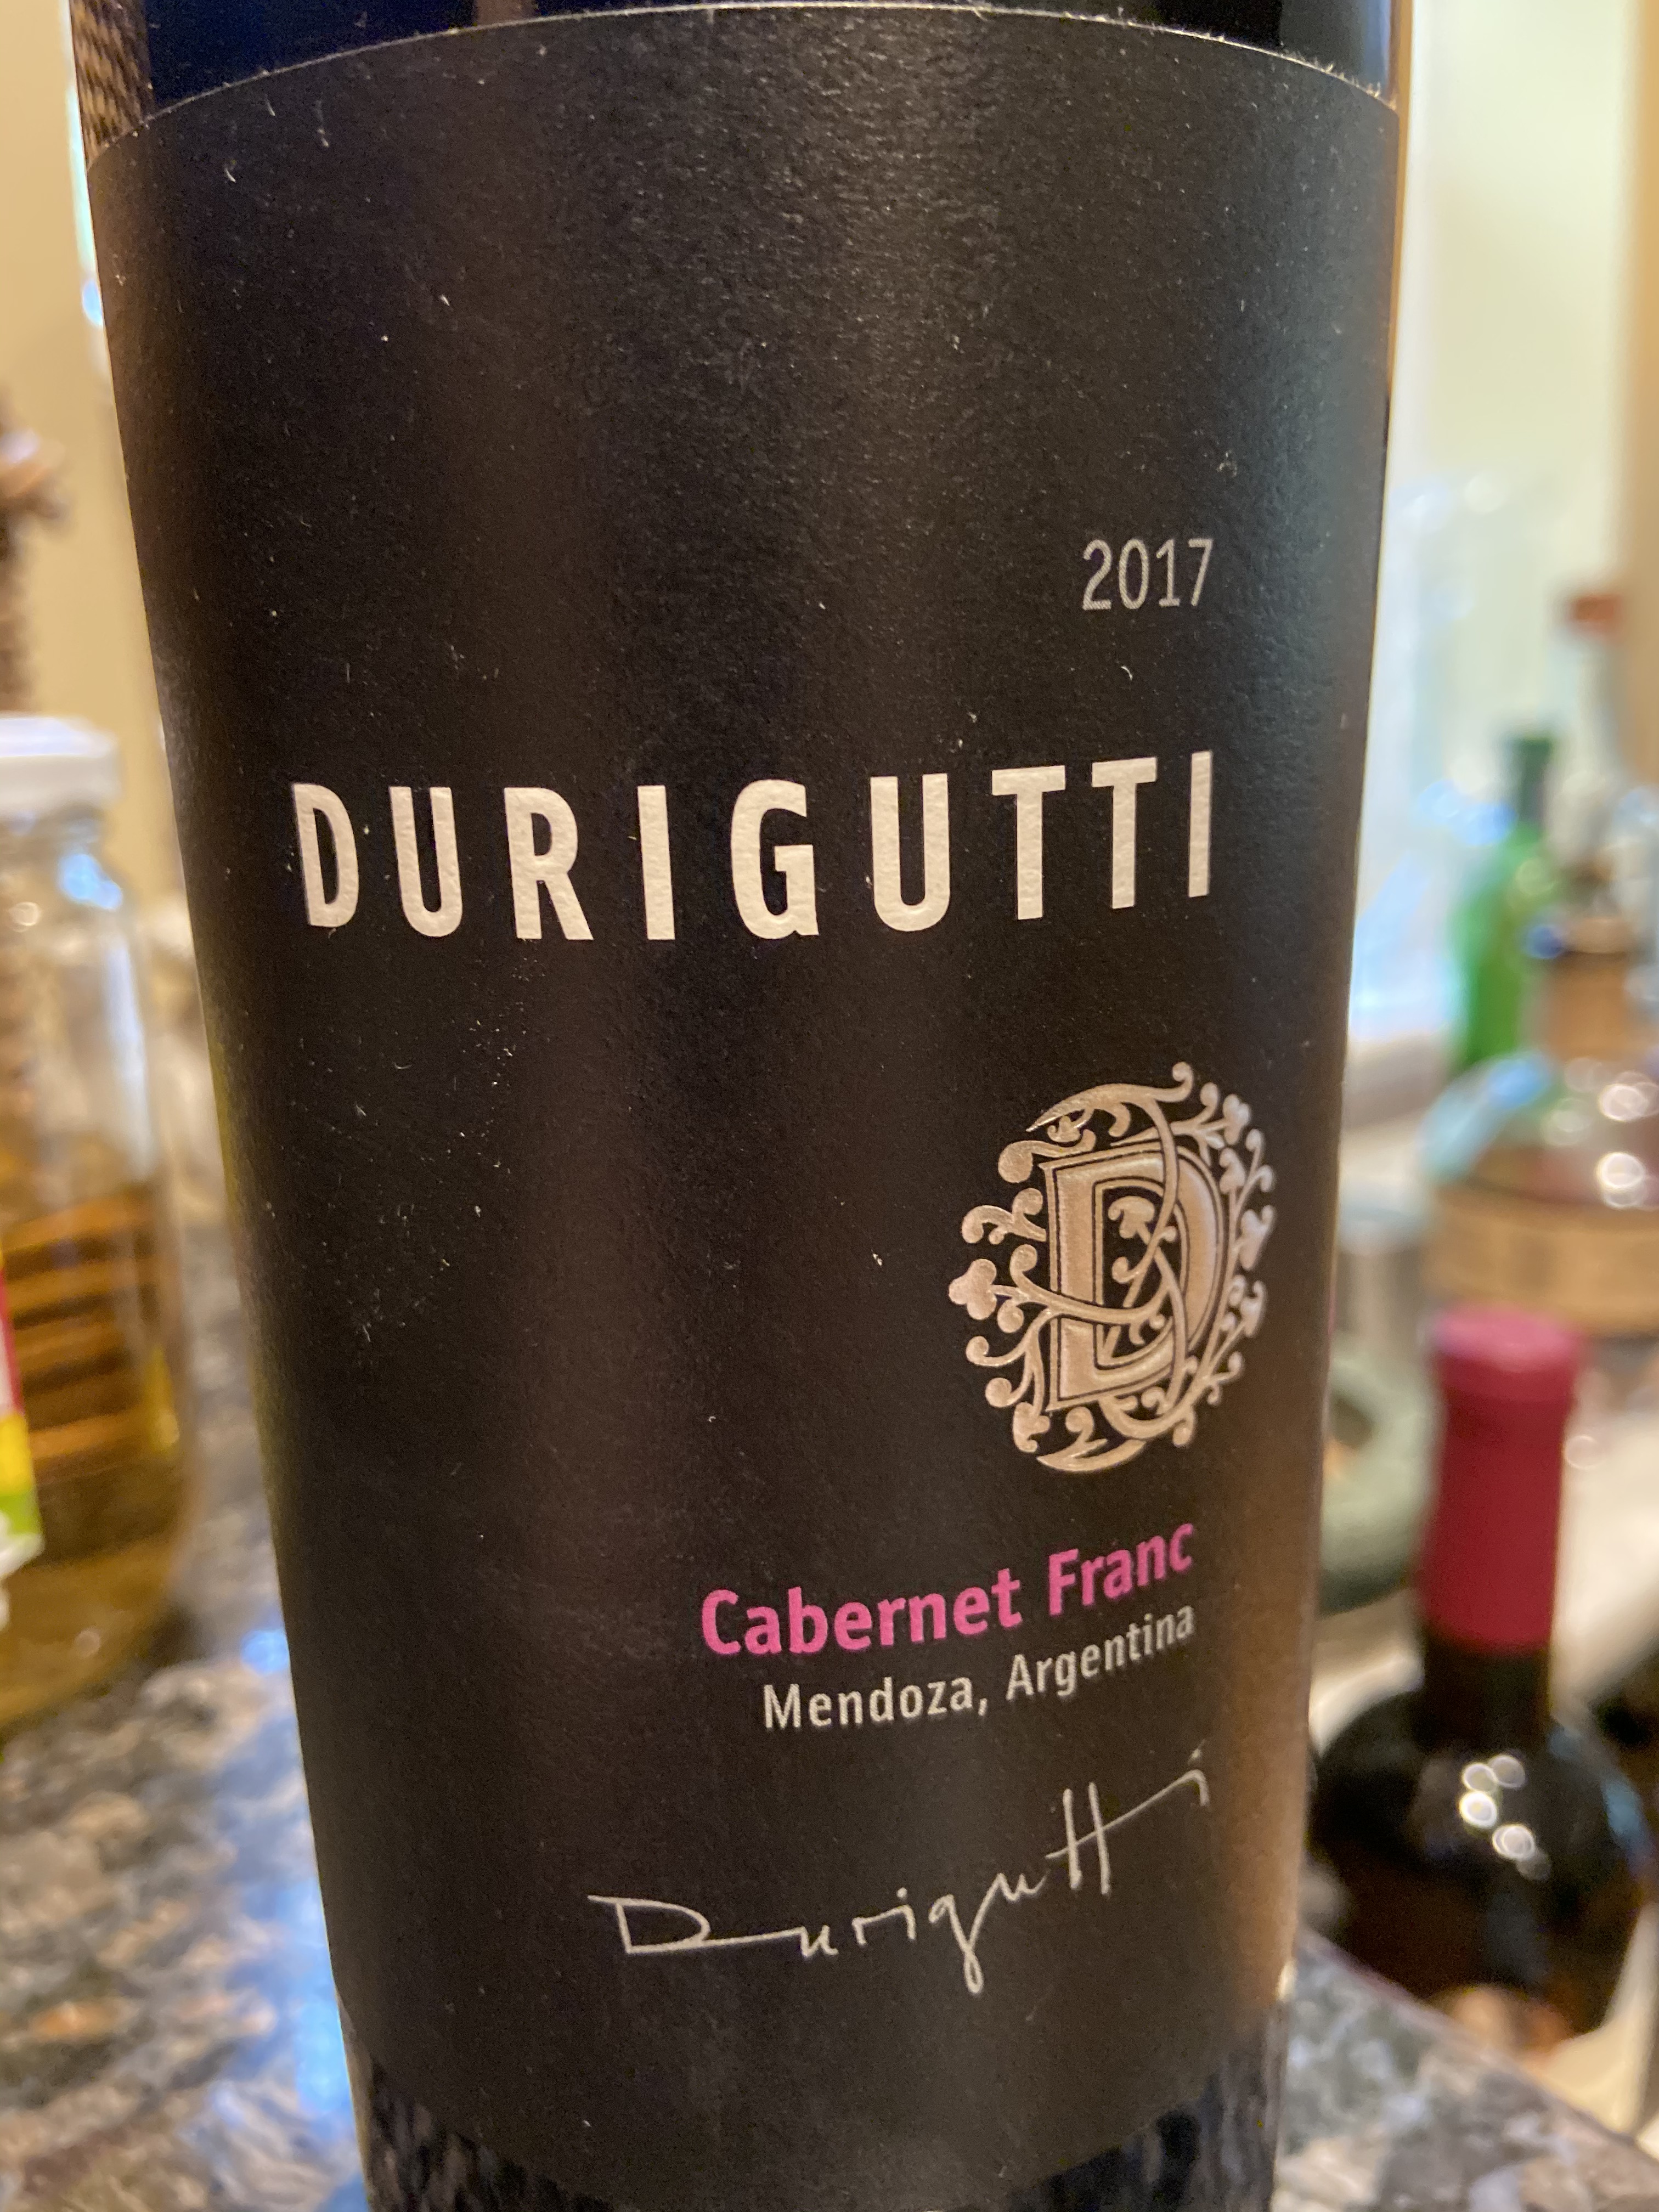 2017
DURIGUTTI
D
Cabernet Franc
Mendoza, Argentina
Durigutti